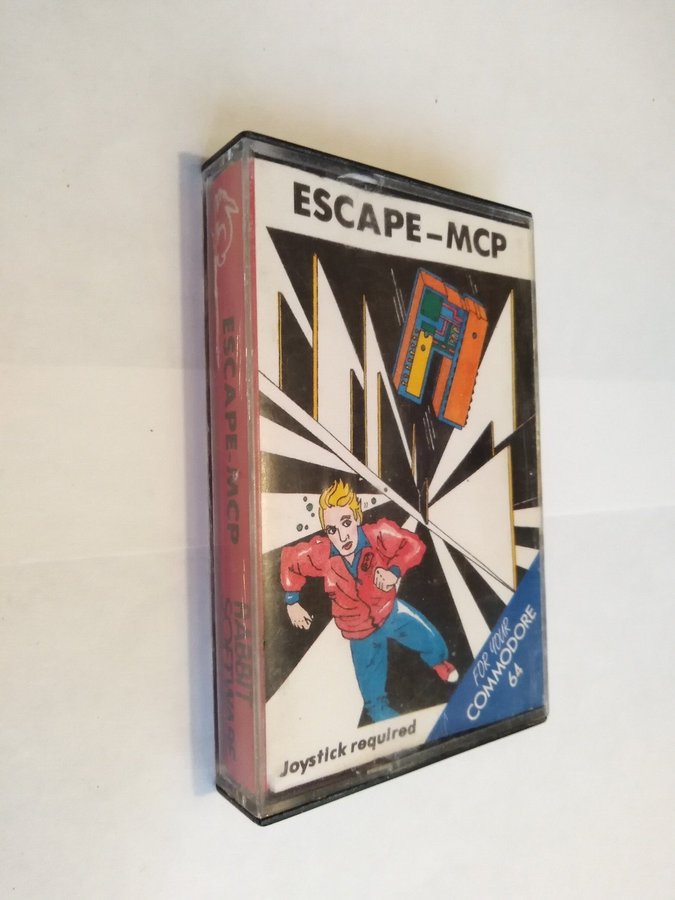 ESCAPE-MCP
FOR YOUR
COMMODORE
64
Joystick required
ESCAPE-MCP
RABBIT
SOFTWARE